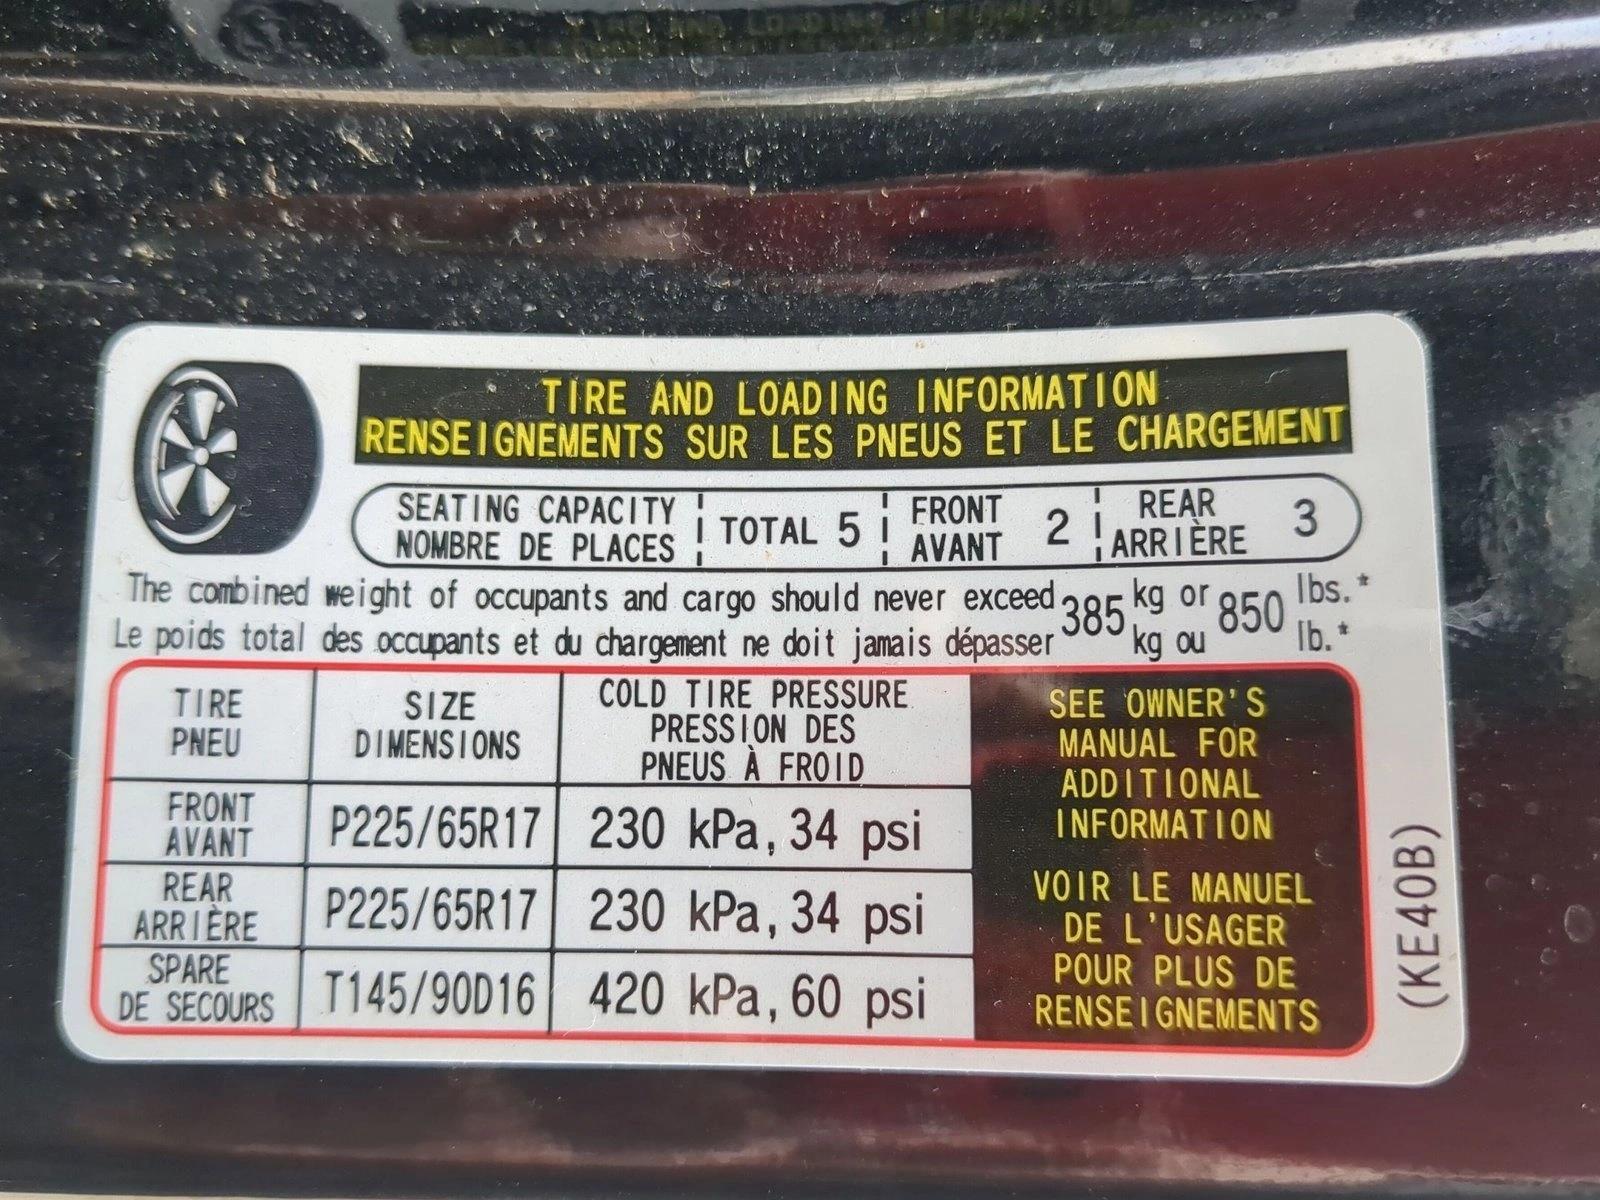 TIRE AND LOADING INFORMATION
RENSEIGNEMENTS SUR LES PNEUS ET LE CHARGEMENT
SEATING CAPACITY
NOMBRE DE PLACES
TOTAL 5
FRONT
AVANT
2
REAR
ARRIÈRE
3
The combined weight of occupants and cargo should never exceed 385 kg or 850 lbs.*
Le poids total des occupants et du chargement ne doit jamais dépasser kg ou lb.*
TIRE
PNEU
SIZE
DIMENSIONS
COLD TIRE PRESSURE
PRESSION DES
PNEUS À FROID
FRONT
AVANT
P225/65R17
230 kPa, 34 psi
REAR
ARRIÈRE
P225/65R17
230 kPa, 34 psi
SPARE
DE SECOURS
T145/90D16
420 kPa, 60 psi
SEE OWNER'S
MANUAL FOR
ADDITIONAL
INFORMATION
VOIR LE MANUEL
DE L'USAGER
POUR PLUS DE
RENSEIGNEMENTS
(KE40B)